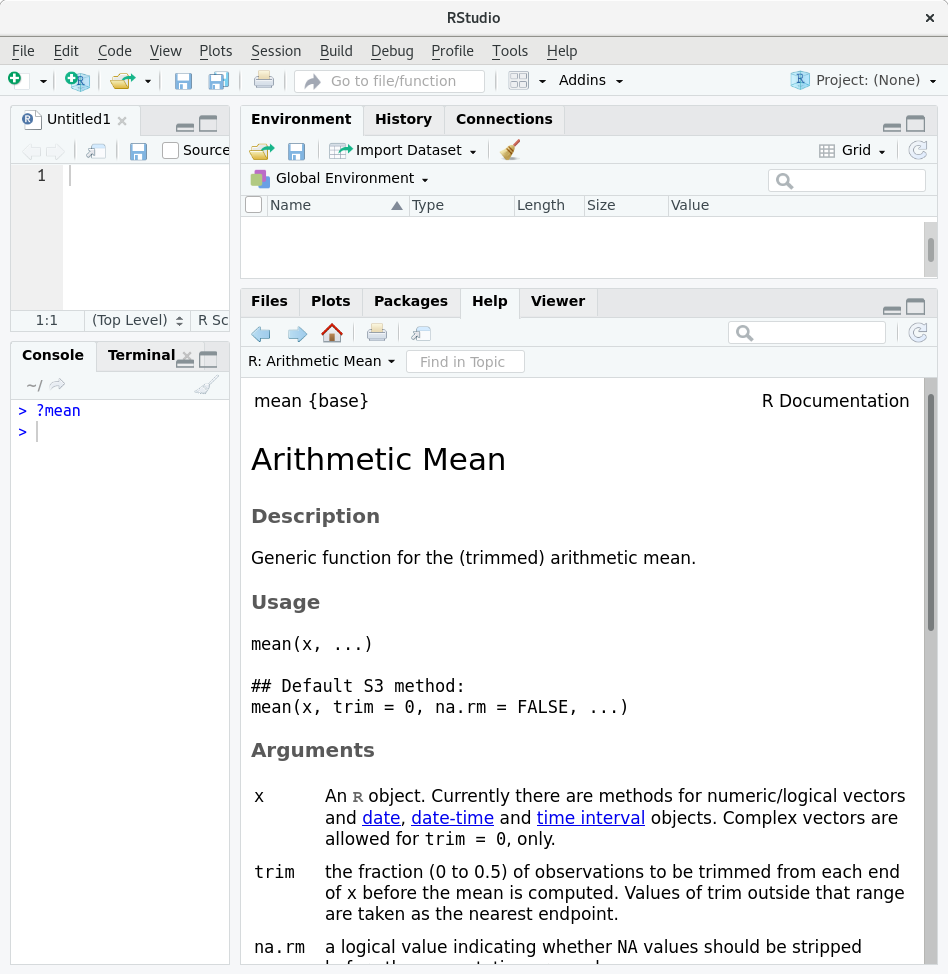 RStudio
File Edit Code View Plots Session Build Debug Profile Tools Help
Go to file/function Addins Project: (None)
Untitled1
Source
1
1:1 (Top Level) R Sc
Console Terminal
~/
> ?mean
>
Environment History Connections
Import Dataset Grid
Global Environment
Name Type Length Size Value
Files Plots Packages Help Viewer
R: Arithmetic Mean Find in Topic
mean {base} R Documentation
Arithmetic Mean
Description
Generic function for the (trimmed) arithmetic mean.
Usage
mean(x, ...)
## Default S3 method:
mean(x, trim = 0, na.rm = FALSE, ...)
Arguments
x An R object. Currently there are methods for numeric/logical vectors
and date, date-time and time interval objects. Complex vectors are
allowed for trim = 0, only.
trim the fraction (0 to 0.5) of observations to be trimmed from each end
of x before the mean is computed. Values of trim outside that range
are taken as the nearest endpoint.
na.rm a logical value indicating whether NA values should be stripped